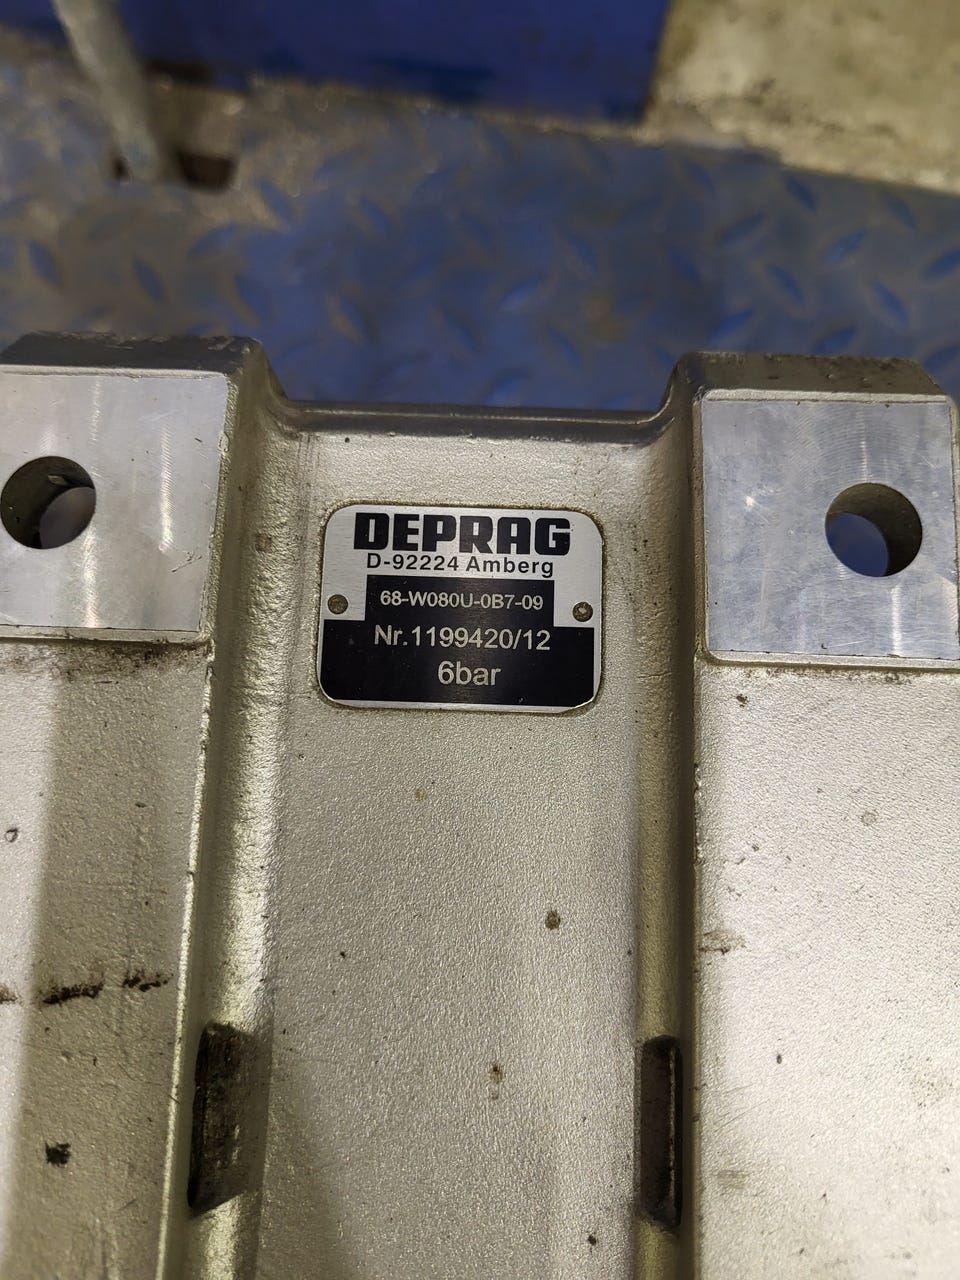 DEPRAG
D-92224 Amberg
68-W080U-0B7-09
Nr.1199420/12
6bar